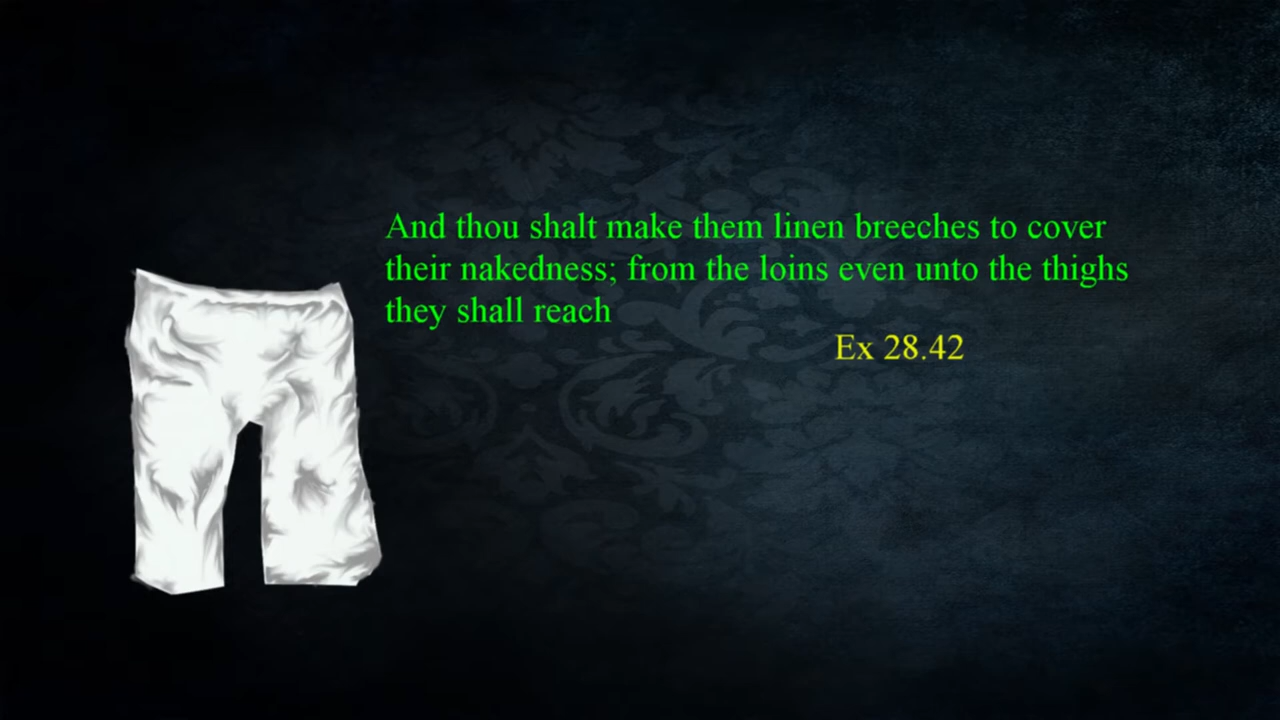 And thou shalt make them linen breeches to cover
their nakedness; from the loins even unto the thighs
they shall reach
Ex 28.42